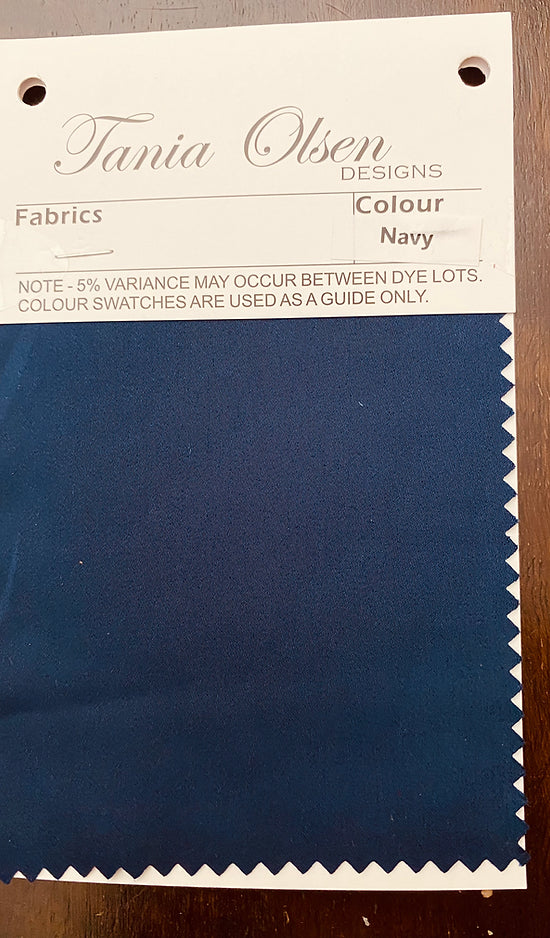 Tania Olsen
DESIGNS
Fabrics
Colour
Navy
NOTE - 5% VARIANCE MAY OCCUR BETWEEN DYE LOTS.
COLOUR SWATCHES ARE USED AS A GUIDE ONLY.